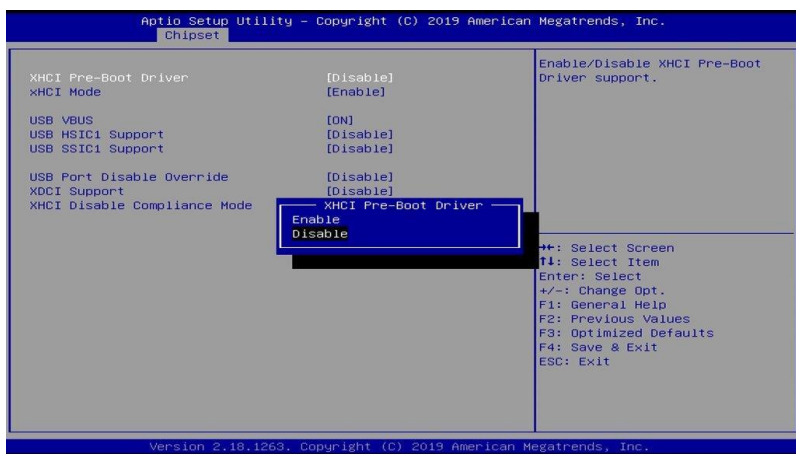 Aptio Setup Utility – Copyright (C) 2019 American Megatrends, Inc.
Chipset
XHCI Pre-Boot Driver [Disable]
xHCI Mode [Enable]
USB VBUS [ON]
USB HSIC1 Support [Disable]
USB SSIC1 Support [Disable]
USB Port Disable Override [Disable]
XDCI Support [Disable]
XHCI Disable Compliance Mode
XHCI Pre-Boot Driver
Enable
Disable
Enable/Disable XHCI Pre-Boot
Driver support.
→←: Select Screen
↑↓: Select Item
Enter: Select
+/-: Change Opt.
F1: General Help
F2: Previous Values
F3: Optimized Defaults
F4: Save & Exit
ESC: Exit
Version 2.18.1263. Copyright (C) 2019 American Megatrends, Inc.